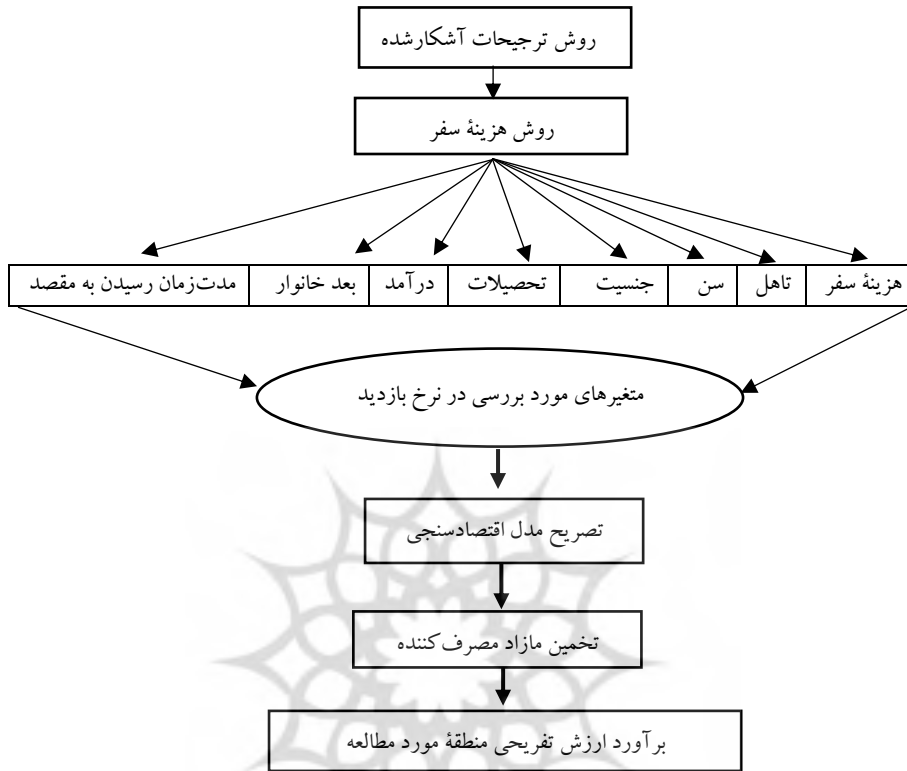 روش ترجیحات آشکارشده
روش هزینهٔ سفر
هزینهٔ سفر
تاهل
سن
جنسیت
تحصیلات
درآمد
بعد خانوار
مدت‌زمان رسیدن به مقصد
متغیرهای مورد بررسی در نرخ بازدید
تصریح مدل اقتصادسنجی
تخمین مازاد مصرف‌کننده
برآورد ارزش تفریحی منطقهٔ مورد مطالعه